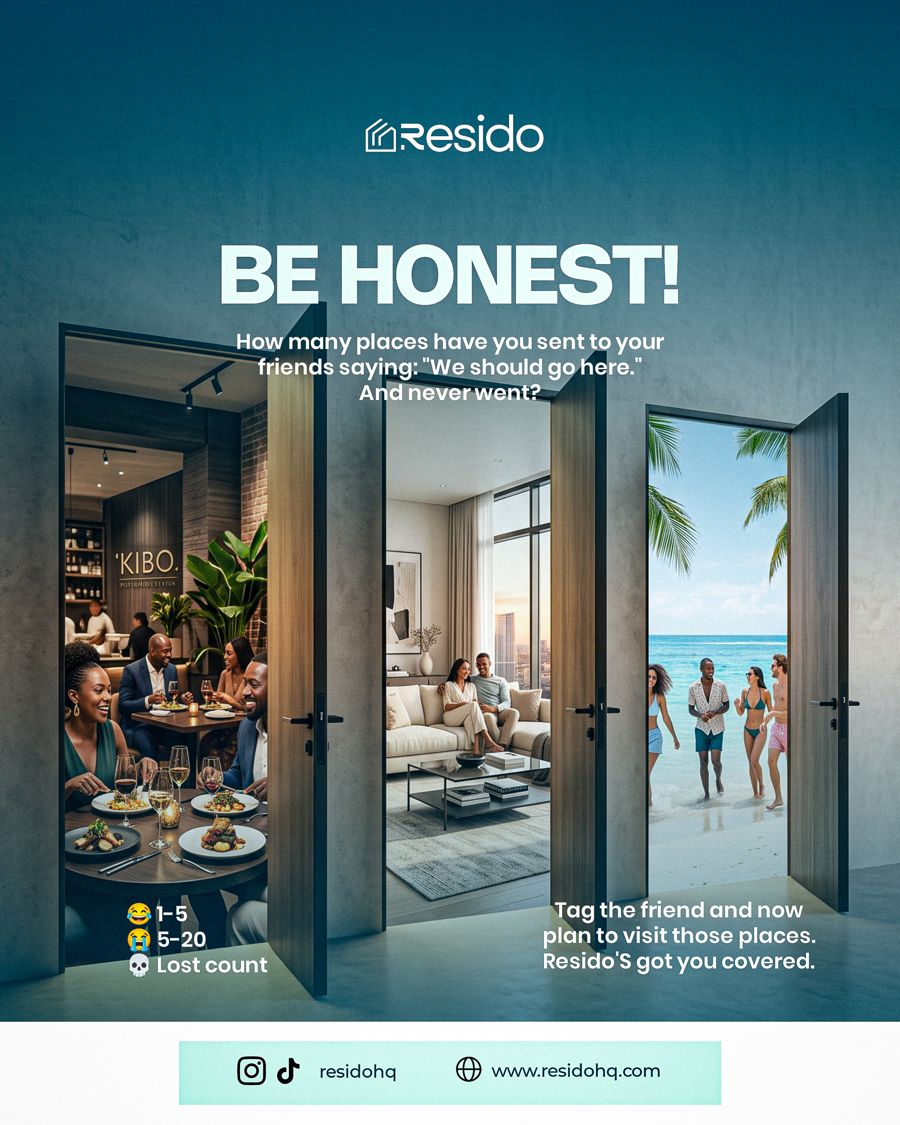 Resido
BE HONEST!
How many places have you sent to your
friends saying: "We should go here."
And never went?
'KIBO.
😂 1-5
😭 5-20
💀 Lost count
Tag the friend and now
plan to visit those places.
Resido'S got you covered.
residohq
www.residohq.com